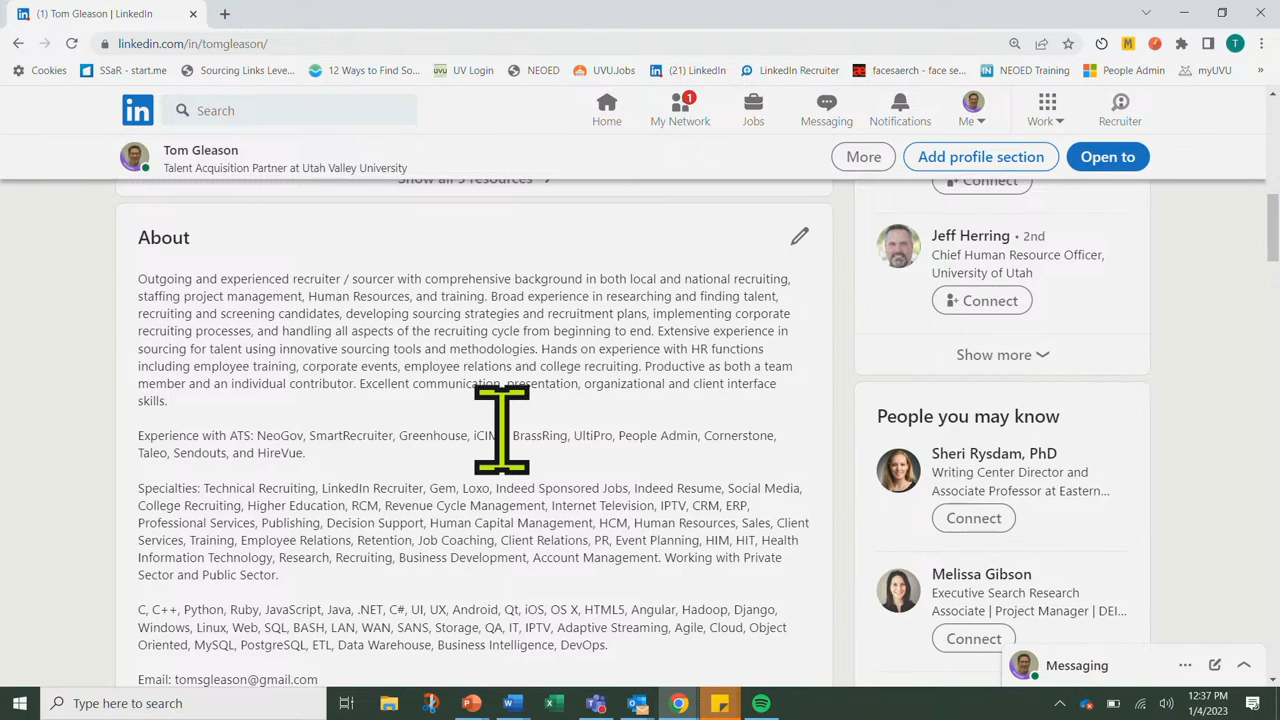 (1) Tom Gleason | LinkedIn
linkedin.com/in/tomgleason/
Cookies
SSaR - start.me
Sourcing Links Leve...
12 Ways to Find So...
UV Login
NEOED
UVU.Jobs
(21) LinkedIn
LinkedIn Recruiter
facesaerch - face se...
NEOED Training
People Admin
myUVU
Search
Home
1
My Network
Jobs
Messaging
Notifications
Me
Work
Recruiter
Tom Gleason
Talent Acquisition Partner at Utah Valley University
More
Add profile section
Open to
Show all 5 resources
About
Outgoing and experienced recruiter / sourcer with comprehensive background in both local and national recruiting,
staffing project management, Human Resources, and training. Broad experience in researching and finding talent,
recruiting and screening candidates, developing sourcing strategies and recruitment plans, implementing corporate
recruiting processes, and handling all aspects of the recruiting cycle from beginning to end. Extensive experience in
sourcing for talent using innovative sourcing tools and methodologies. Hands on experience with HR functions
including employee training, corporate events, employee relations and college recruiting. Productive as both a team
member and an individual contributor. Excellent communication, presentation, organizational and client interface
skills.
Experience with ATS: NeoGov, SmartRecruiter, Greenhouse, BrassRing, UltiPro, People Admin, Cornerstone,
Taleo, Sendouts, and HireVue.
Specialties: Technical Recruiting, LinkedIn Recruiter, Gem, Loxo, Indeed Sponsored Jobs, Indeed Resume, Social Media,
College Recruiting, Higher Education, RCM, Revenue Cycle Management, Internet Television, IPTV, CRM, ERP,
Professional Services, Publishing, Decision Support, Human Capital Management, HCM, Human Resources, Sales, Client
Services, Training, Employee Relations, Retention, Job Coaching, Client Relations, PR, Event Planning, HIM, HIT, Health
Information Technology, Research, Recruiting, Business Development, Account Management. Working with Private
Sector and Public Sector.
C, C++, Python, Ruby, JavaScript, Java, .NET, C#, UI, UX, Android, Qt, iOS, OS X, HTML5, Angular, Hadoop, Django,
Windows, Linux, Web, SQL, BASH, LAN, WAN, SANS, Storage, QA, IT, IPTV, Adaptive Streaming, Agile, Cloud, Object
Oriented, MySQL, PostgreSQL, ETL, Data Warehouse, Business Intelligence, DevOps.
Email: tomsgleason@gmail.com
Connect
Jeff Herring • 2nd
Chief Human Resource Officer,
University of Utah
Connect
Show more
People you may know
Sheri Rysdam, PhD
Writing Center Director and
Associate Professor at Eastern...
Connect
Melissa Gibson
Executive Search Research
Associate | Project Manager | DEI...
Connect
Messaging
Type here to search
12:37 PM
1/4/2023